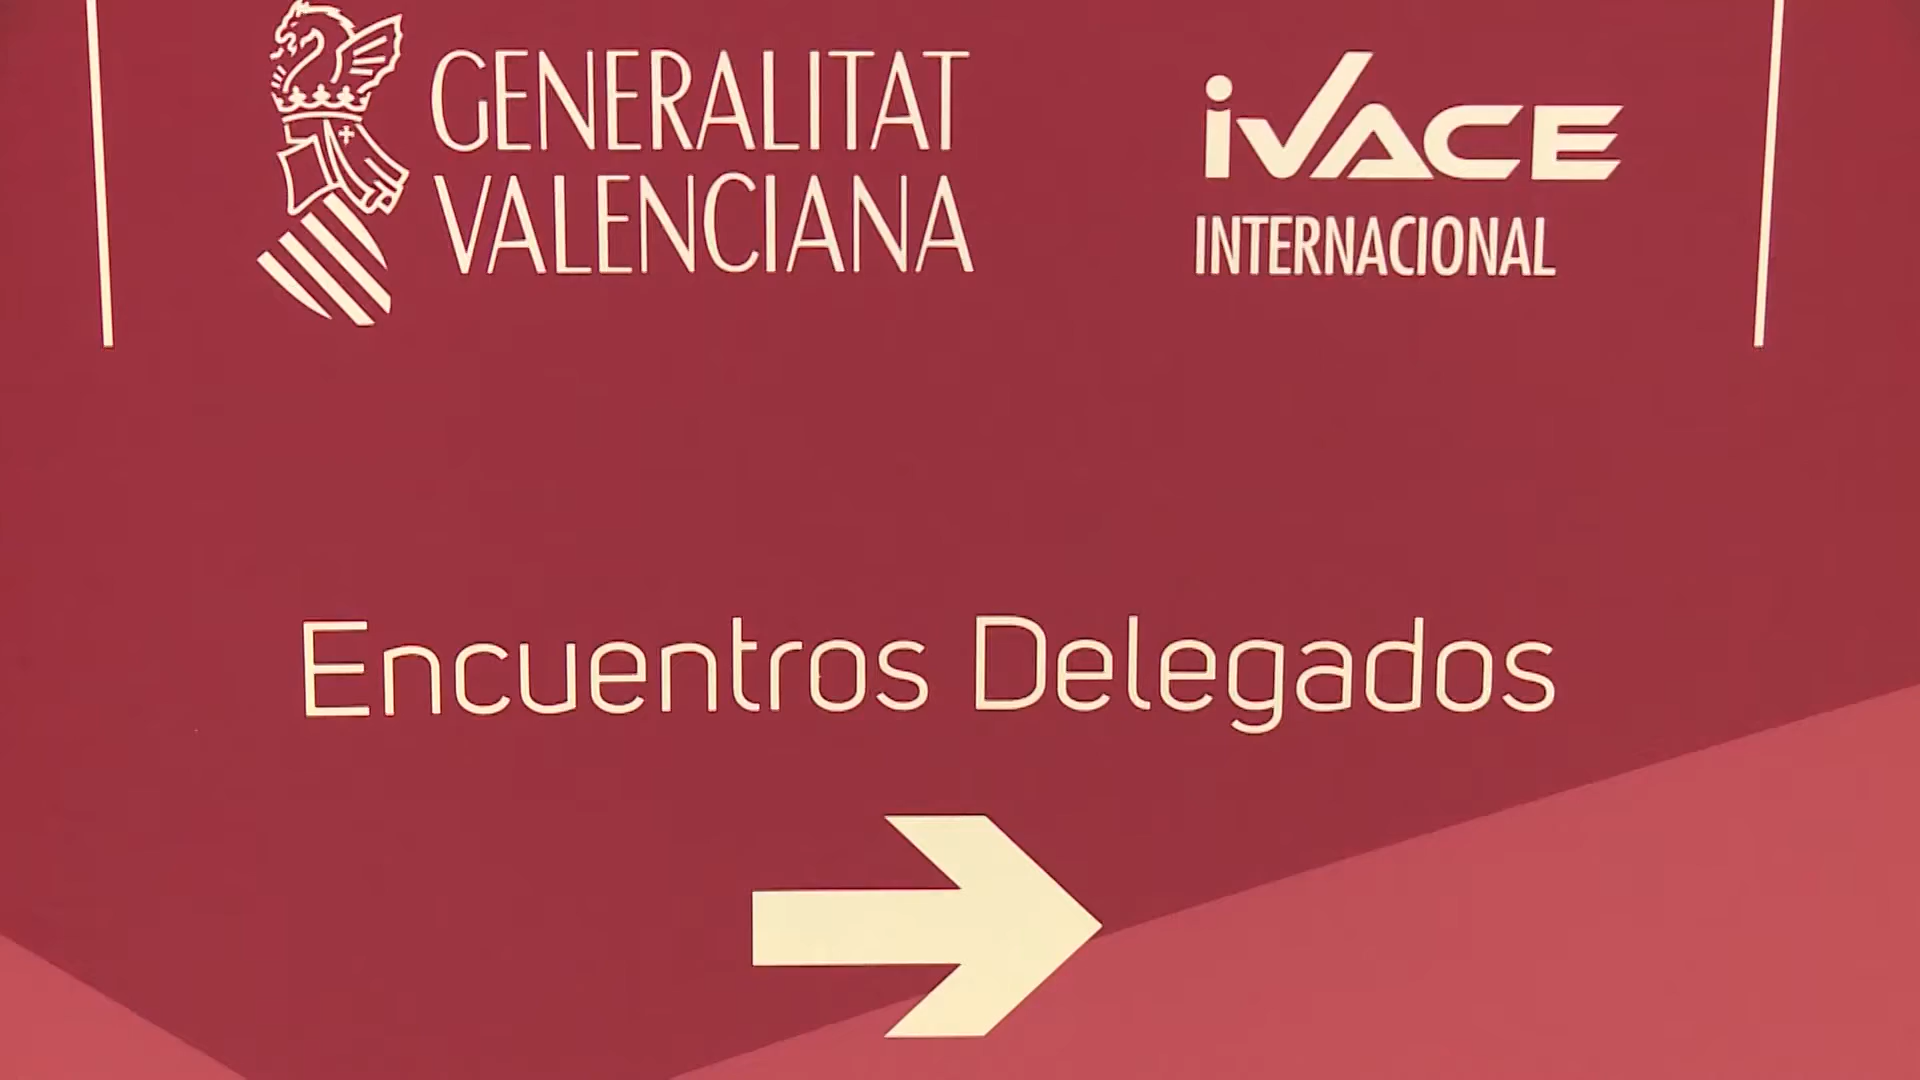 GENERALITAT
VALENCIANA
iVACE
INTERNACIONAL
Encuentros Delegados